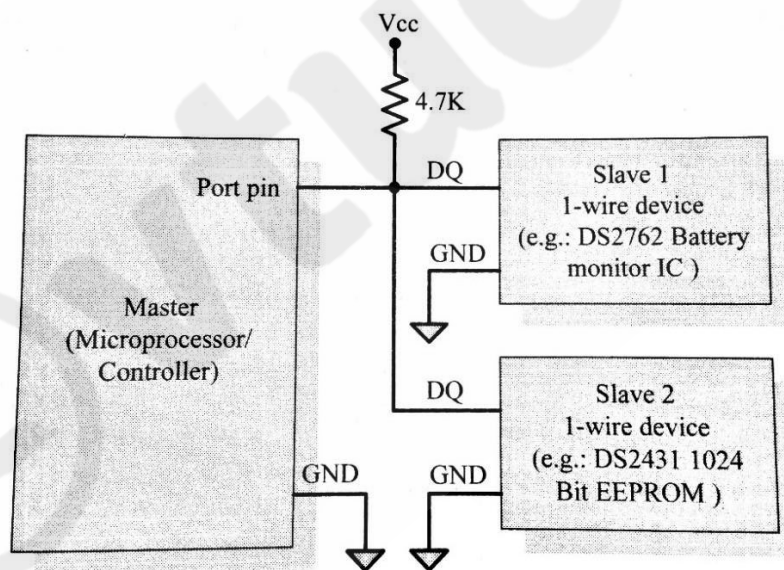 Vcc
4.7K
Port pin
DQ
GND
Master
(Microprocessor/
Controller)
GND
Slave 1
1-wire device
(e.g.: DS2762 Battery
monitor IC )
DQ
GND
Slave 2
1-wire device
(e.g.: DS2431 1024
Bit EEPROM )